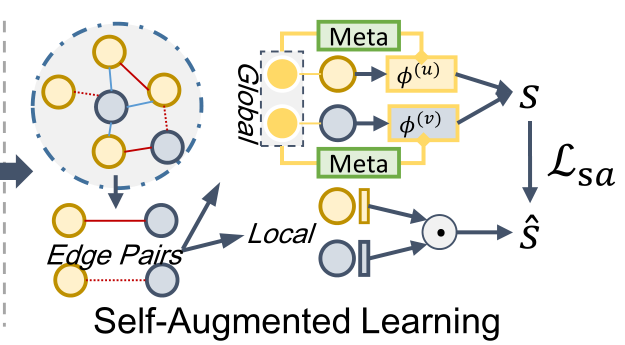 Meta
Global
ϕ⁽ᵘ⁾
s
ϕ⁽ᵛ⁾
Meta
ℒsa
Edge Pairs
Local
ŝ
Self-Augmented Learning